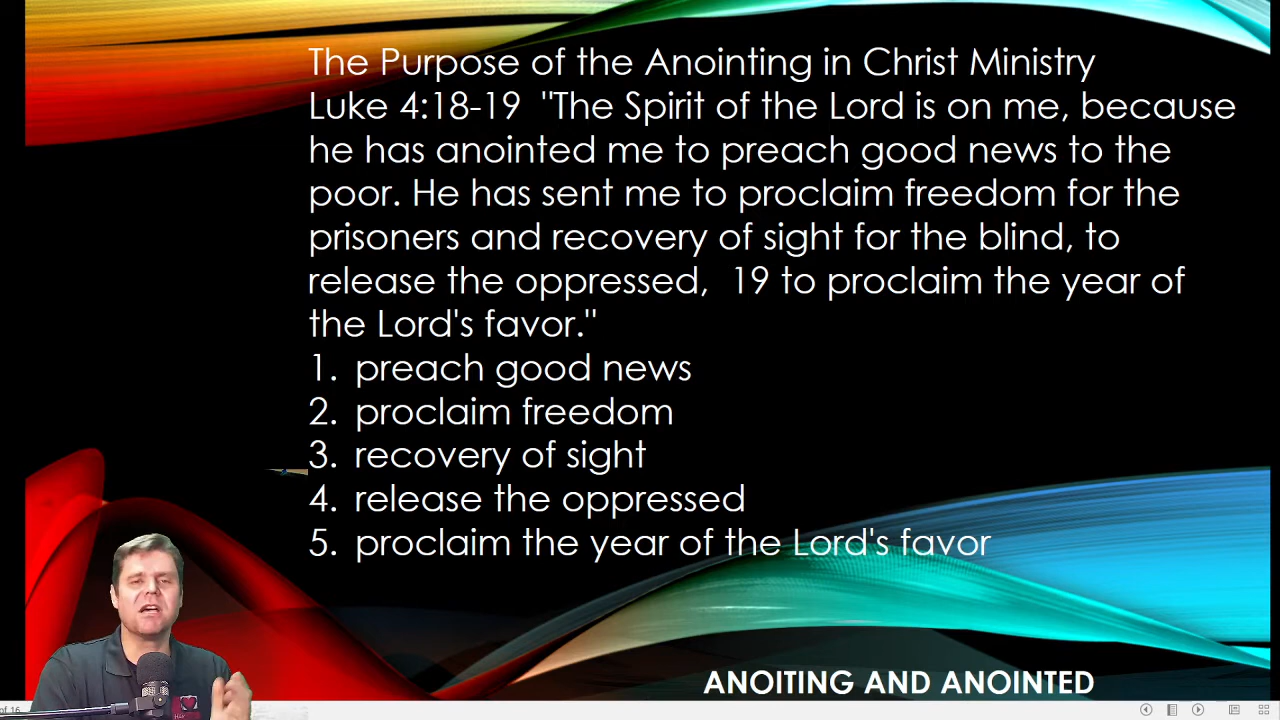 The Purpose of the Anointing in Christ Ministry
Luke 4:18-19  "The Spirit of the Lord is on me, because
he has anointed me to preach good news to the
poor. He has sent me to proclaim freedom for the
prisoners and recovery of sight for the blind, to
release the oppressed,  19 to proclaim the year of
the Lord's favor."
1. preach good news
2. proclaim freedom
3. recovery of sight
4. release the oppressed
5. proclaim the year of the Lord's favor
ANOITING AND ANOINTED
of 16